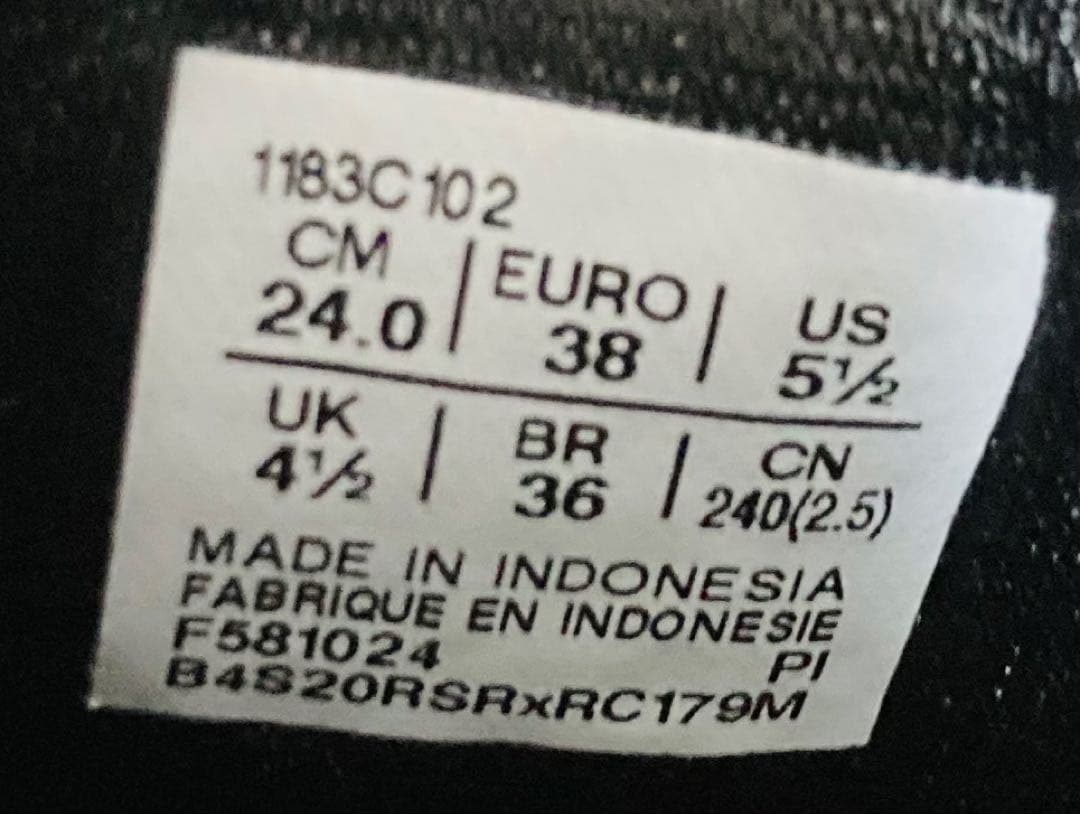 1183C102
CM | EURO | US
24.0 | 38 | 5½
UK | BR | CN
4½ | 36 | 240(2.5)
MADE IN INDONESIA
FABRIQUE EN INDONESIE
F581024 PI
B4S20RSRxRC179M